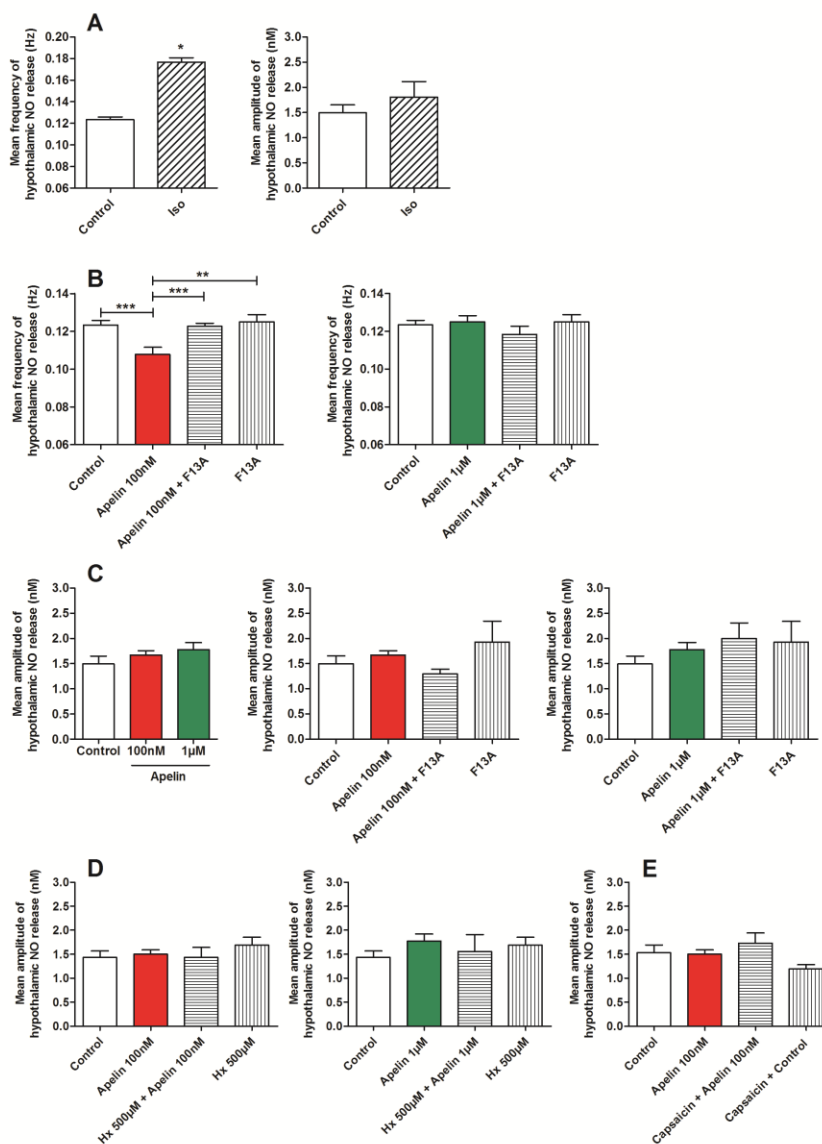 A
Mean frequency of
hypothalamic NO release (Hz)
0.20
0.18
0.16
0.14
0.12
0.10
0.08
0.06
*
Control
Iso
Mean amplitude of
hypothalamic NO release (nM)
3.0
2.5
2.0
1.5
1.0
0.5
0.0
Control
Iso
B
Mean frequency of
hypothalamic NO release (Hz)
0.14
0.12
0.10
0.08
0.06
***
***
**
Control
Apelin 100nM
Apelin 100nM + F13A
F13A
Mean frequency of
hypothalamic NO release (Hz)
0.14
0.12
0.10
0.08
0.06
Control
Apelin 1µM
Apelin 1µM + F13A
F13A
C
Mean amplitude of
hypothalamic NO release (nM)
3.0
2.5
2.0
1.5
1.0
0.5
0.0
Control
100nM
1µM
Apelin
Mean amplitude of
hypothalamic NO release (nM)
3.0
2.5
2.0
1.5
1.0
0.5
0.0
Control
Apelin 100nM
Apelin 100nM + F13A
F13A
Mean amplitude of
hypothalamic NO release (nM)
3.0
2.5
2.0
1.5
1.0
0.5
0.0
Control
Apelin 1µM
Apelin 1µM + F13A
F13A
D
Mean amplitude of
hypothalamic NO release (nM)
3.0
2.5
2.0
1.5
1.0
0.5
0.0
Control
Apelin 100nM
Hx 500µM + Apelin 100nM
Hx 500µM
Mean amplitude of
hypothalamic NO release (nM)
3.0
2.5
2.0
1.5
1.0
0.5
0.0
Control
Apelin 1µM
Hx 500µM + Apelin 1µM
Hx 500µM
E
Mean amplitude of
hypothalamic NO release (nM)
3.0
2.5
2.0
1.5
1.0
0.5
0.0
Control
Apelin 100nM
Capsaicin + Apelin 100nM
Capsaicin + Control